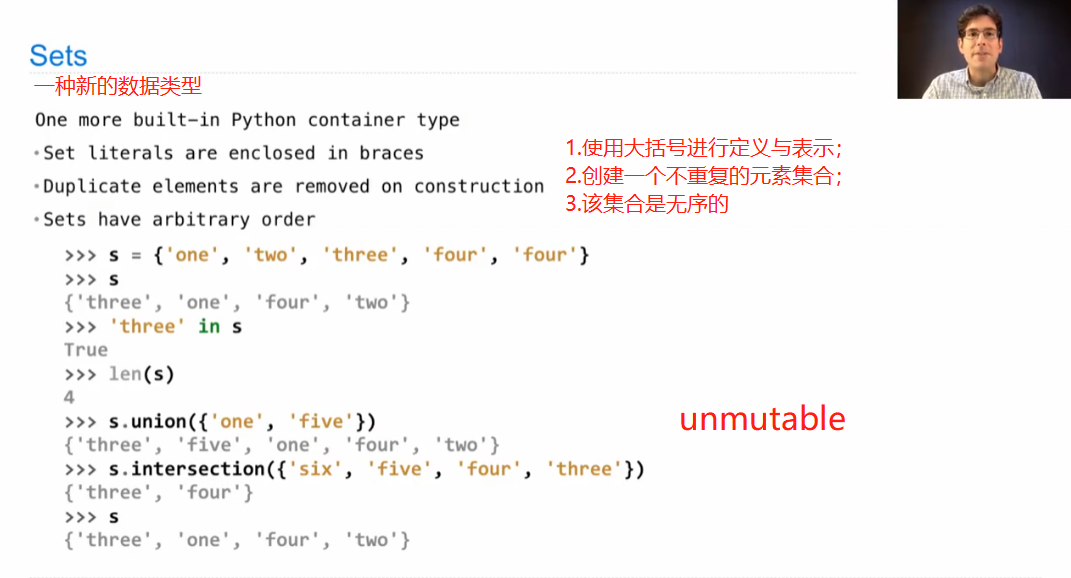 Sets
一种新的数据类型
One more built-in Python container type
•Set literals are enclosed in braces
•Duplicate elements are removed on construction
•Sets have arbitrary order
1.使用大括号进行定义与表示；
2.创建一个不重复的元素集合；
3.该集合是无序的
>>> s = {'one', 'two', 'three', 'four', 'four'}
>>> s
{'three', 'one', 'four', 'two'}
>>> 'three' in s
True
>>> len(s)
4
>>> s.union({'one', 'five'})
{'three', 'five', 'one', 'four', 'two'}
>>> s.intersection({'six', 'five', 'four', 'three'})
{'three', 'four'}
>>> s
{'three', 'one', 'four', 'two'}
unmutable